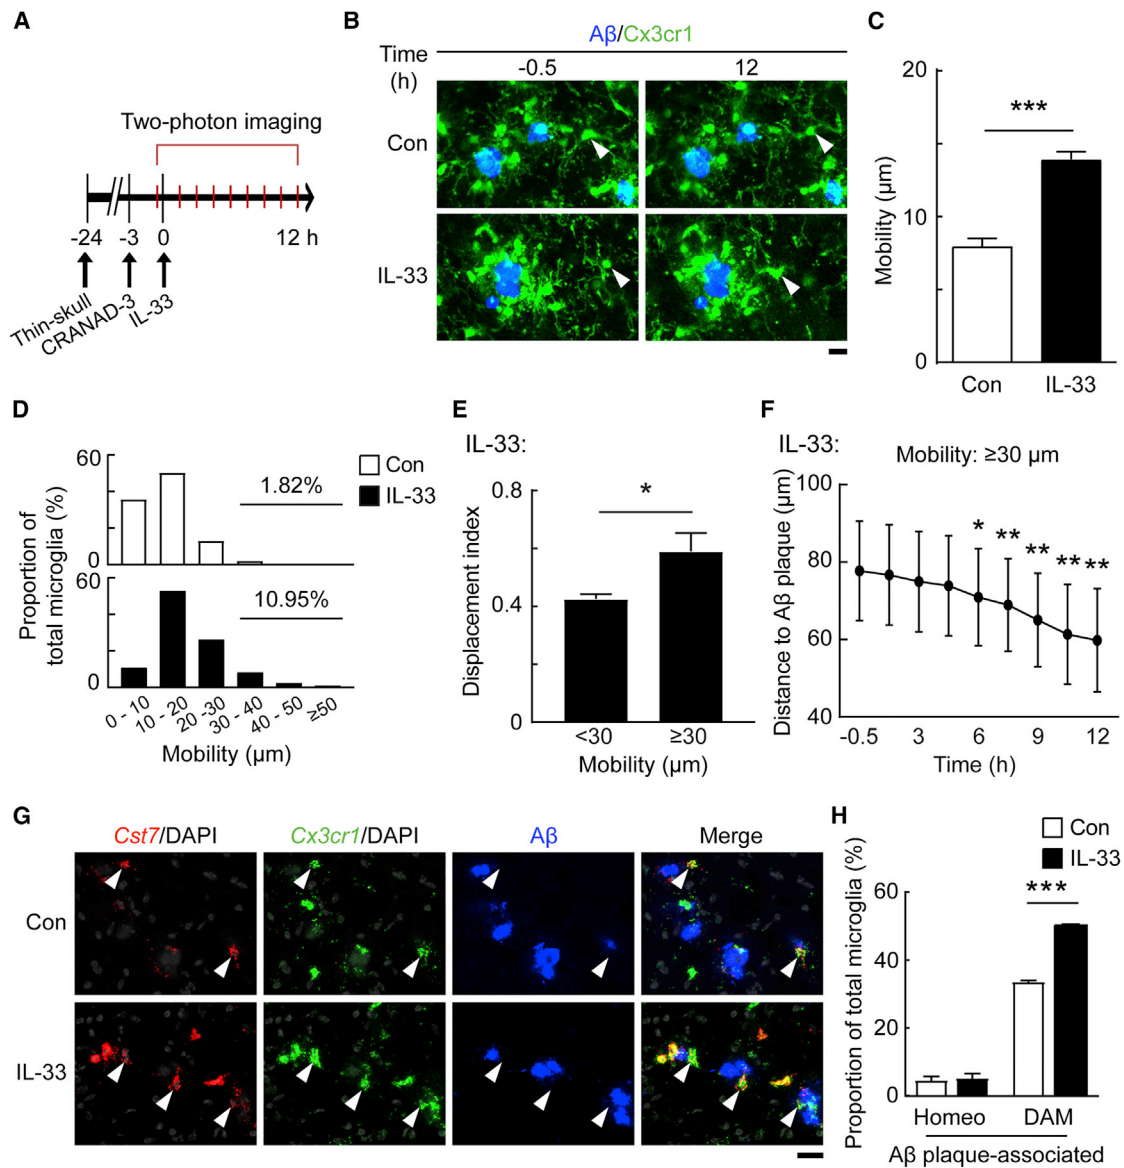 A
Two-photon imaging
-24 -3 0 12 h
Thin-skull
CRANAD-3
IL-33
B
Aβ/Cx3cr1
Time
(h)
-0.5 12
Con
IL-33
C
Mobility (µm)
20
10
0
***
Con IL-33
D
Proportion of
total microglia (%)
60
0
1.82%
Con
IL-33
60
0
10.95%
0 - 10
10 - 20
20 -30
30 - 40
40 - 50
≥50
Mobility (µm)
E
IL-33:
Displacement index
0.8
0.4
0
*
<30 ≥30
Mobility (µm)
F
IL-33:
Mobility: ≥30 µm
Distance to Aβ plaque (µm)
100
80
60
40
* ** ** ** **
-0.5 3 6 9 12
Time (h)
G
Cst7/DAPI Cx3cr1/DAPI Aβ Merge
Con
IL-33
H
Con
IL-33
Proportion of total microglia (%)
60
40
20
0
***
Homeo DAM
Aβ plaque-associated